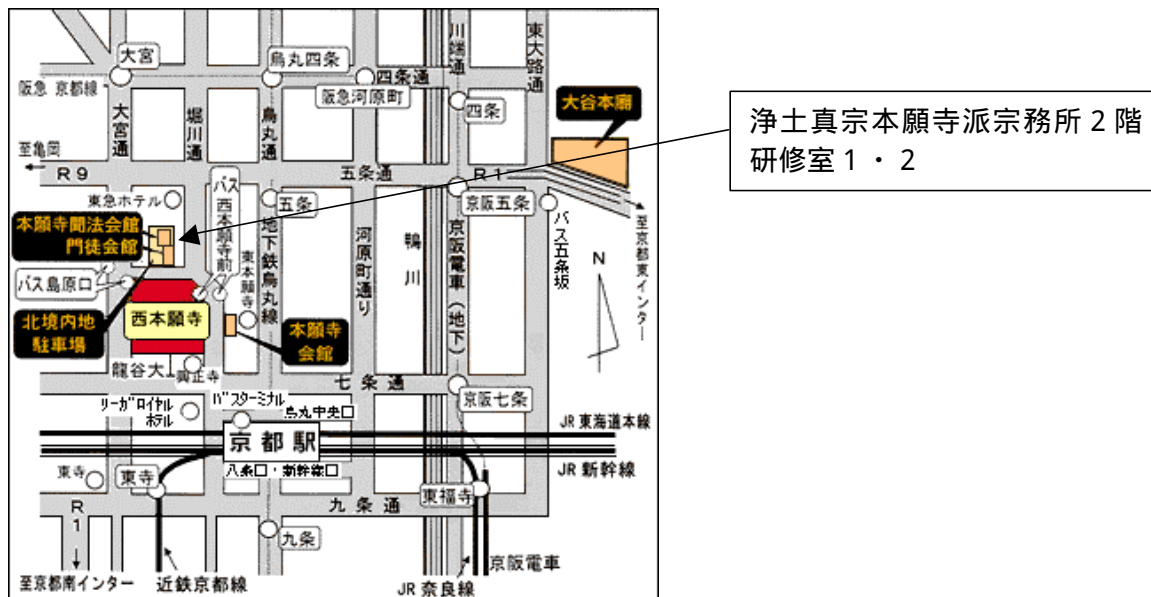 大宮
烏丸四条
四条通
川端通
東大路通
阪急 京都線
阪急河原町
四条
大谷本廟
大宮通
堀川通
烏丸通
浄土真宗本願寺派宗務所 2 階
研修室 1 ・ 2
至亀岡
R 9
五条通
R 1
東急ホテル
バス西本願寺前
五条
京阪五条
バス五条坂
至京都東インター
本願寺聞法会館
門徒会館
地下鉄烏丸線
河原町通り
鴨川
京阪電車(地下)
N
バス島原口
東本願寺
西本願寺
北境内地
駐車場
本願寺
会館
龍谷大
興正寺
七条通
京阪七条
リーガロイヤル
ホテル
バスターミナル
烏丸中央口
京都駅
JR 東海道本線
八条口・新幹線口
JR 新幹線
東寺
東寺
東福寺
R1
九条通
九条
京阪電車
至京都南インター
近鉄京都線
JR 奈良線